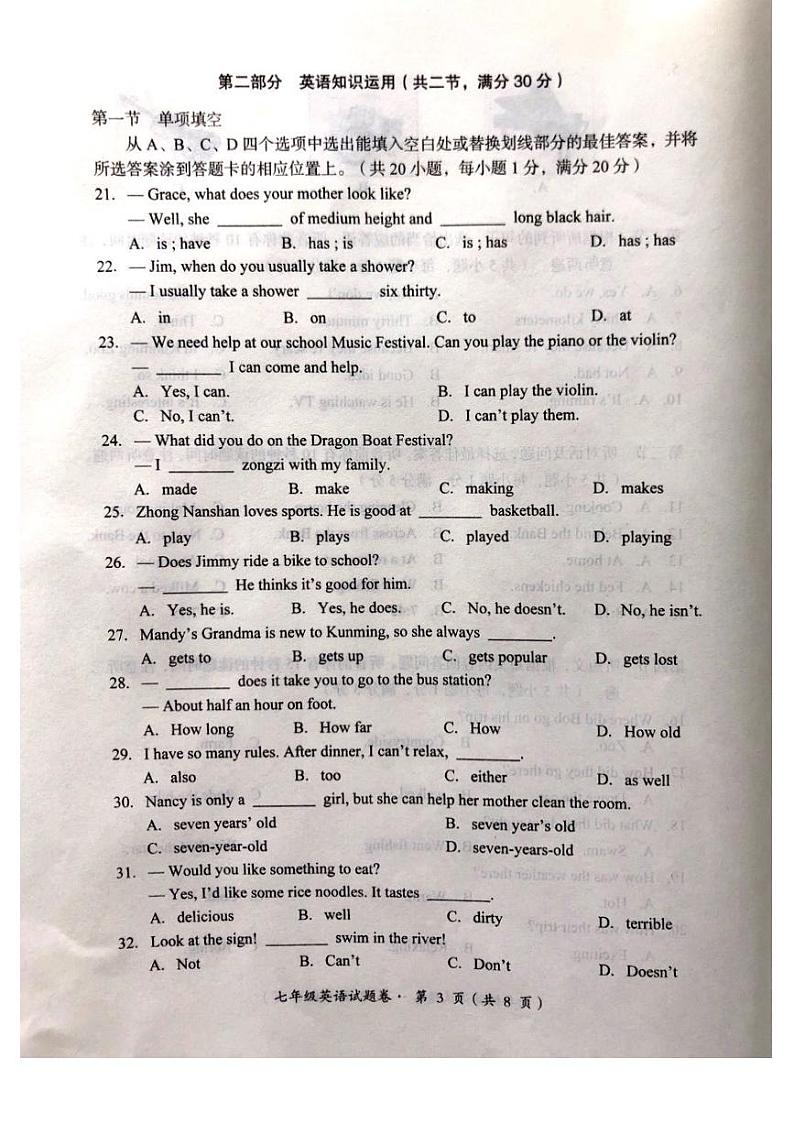 第二部分 英语知识运用(共二节,满分30分)
第一节 单项填空
从A、B、C、D四个选项中选出能填入空白处或替换划线部分的最佳答案,并将
所选答案涂到答题卡的相应位置上。(共20小题,每小题1分,满分20分)
21. — Grace, what does your mother look like?
— Well, she ________ of medium height and ________ long black hair.
A. is ; have B. has ; is C. is ; has D. has ; has
22. — Jim, when do you usually take a shower?
— I usually take a shower ________ six thirty.
A. in B. on C. to D. at
23. — We need help at our school Music Festival. Can you play the piano or the violin?
— ________ I can come and help.
A. Yes, I can. B. I can play the violin.
C. No, I can't. D. I can't play them.
24. — What did you do on the Dragon Boat Festival?
— I ________ zongzi with my family.
A. made B. make C. making D. makes
25. Zhong Nanshan loves sports. He is good at ________ basketball.
A. play B. plays C. played D. playing
26. — Does Jimmy ride a bike to school?
— ________ He thinks it's good for him.
A. Yes, he is. B. Yes, he does. C. No, he doesn't. D. No, he isn't.
27. Mandy's Grandma is new to Kunming, so she always ________.
A. gets to B. gets up C. gets popular D. gets lost
28. — ________ does it take you to go to the bus station?
— About half an hour on foot.
A. How long B. How far C. How D. How old
29. I have so many rules. After dinner, I can't relax, ________.
A. also B. too C. either D. as well
30. Nancy is only a ________ girl, but she can help her mother clean the room.
A. seven years' old B. seven year's old
C. seven-year-old D. seven-years-old
31. — Would you like something to eat?
— Yes, I'd like some rice noodles. It tastes ________.
A. delicious B. well C. dirty D. terrible
32. Look at the sign! ________ swim in the river!
A. Not B. Can't C. Don't D. Doesn't
七年级英语试题卷· 第 3 页(共 8 页)